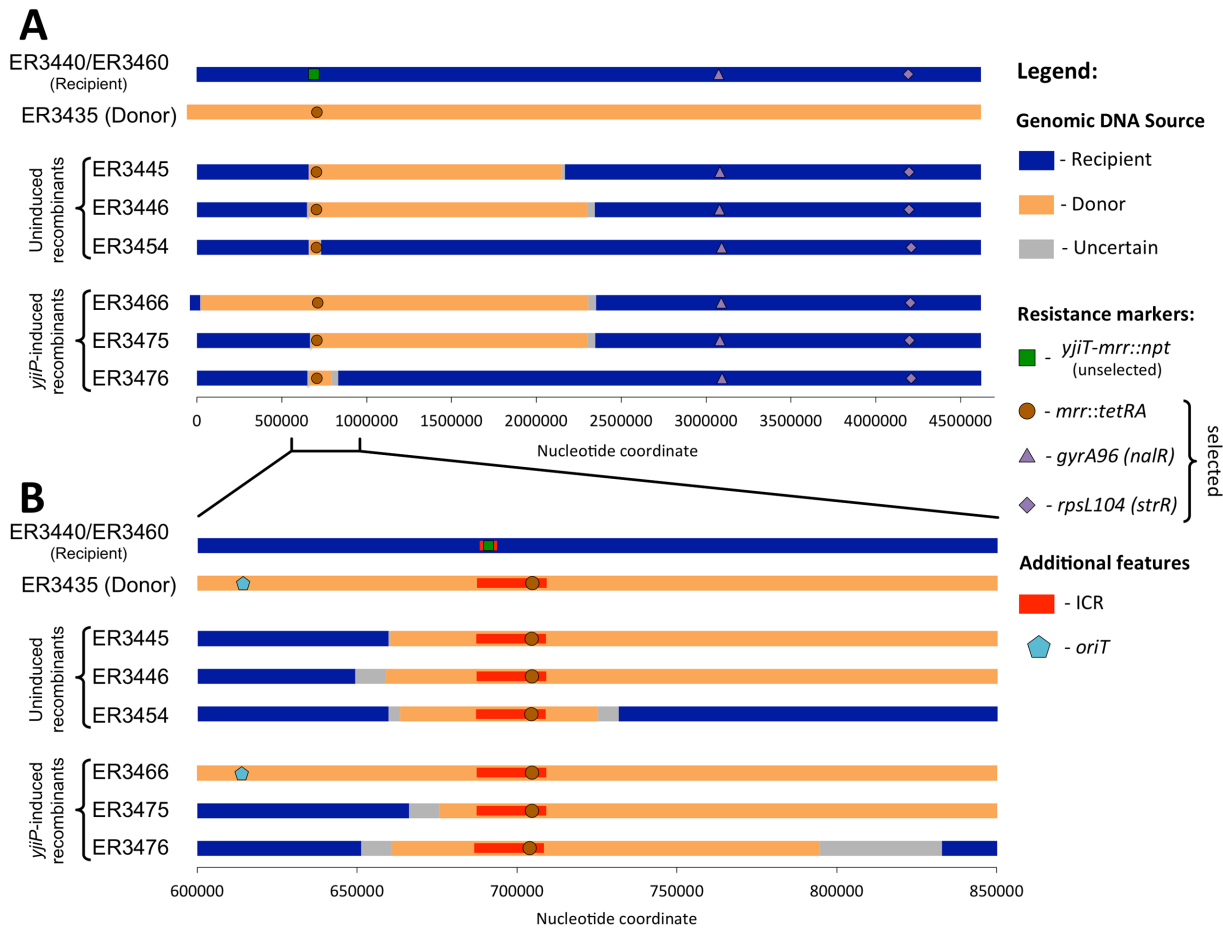 A
ER3440/ER3460
(Recipient)
ER3435 (Donor)
Uninduced
recombinants
ER3445
ER3446
ER3454
yjiP-induced
recombinants
ER3466
ER3475
ER3476
0 500000 1000000 1500000 2000000 2500000 3000000 3500000 4000000 4500000
Nucleotide coordinate
B
ER3440/ER3460
(Recipient)
ER3435 (Donor)
Uninduced
recombinants
ER3445
ER3446
ER3454
yjiP-induced
recombinants
ER3466
ER3475
ER3476
600000 650000 700000 750000 800000 850000
Nucleotide coordinate
Legend:
Genomic DNA Source
- Recipient
- Donor
- Uncertain
Resistance markers:
- yjiT-mrr::npt
(unselected)
- mrr::tetRA
- gyrA96 (nalR)
- rpsL104 (strR)
selected
Additional features
- ICR
- oriT